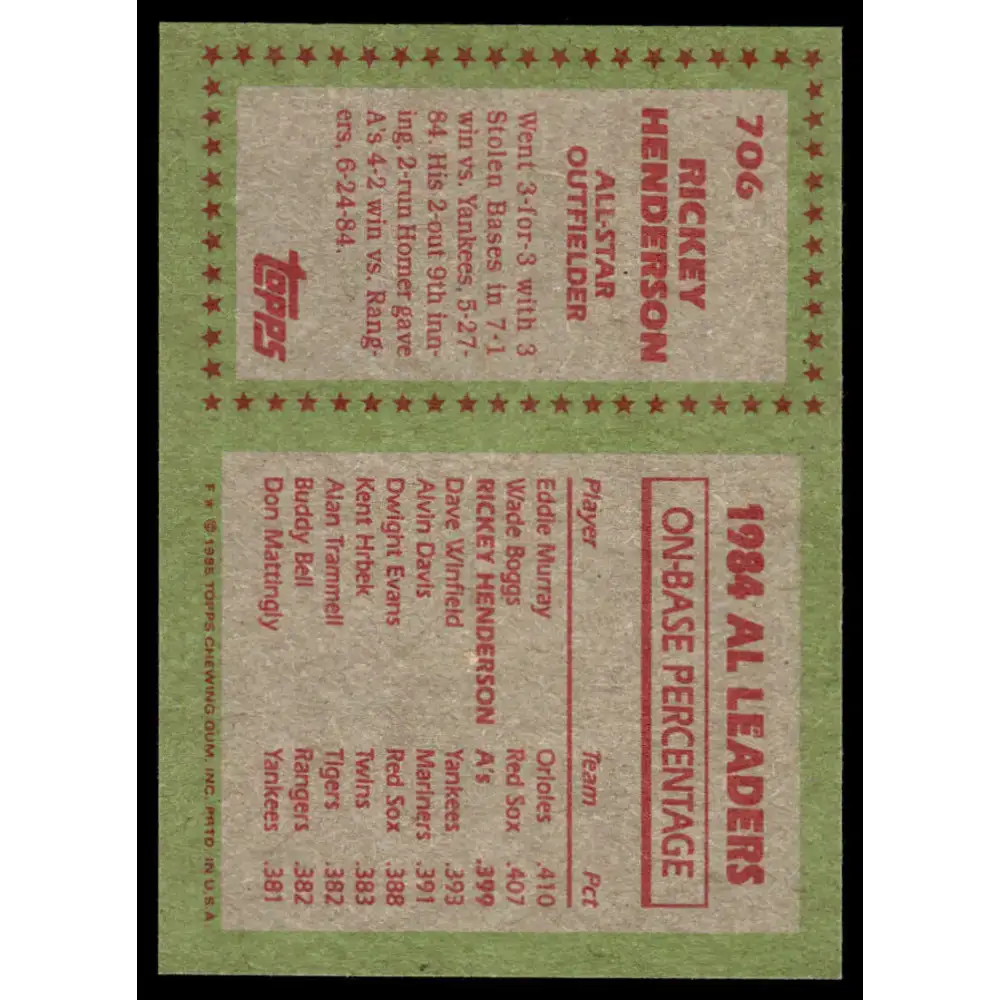 706
RICKEY
HENDERSON
ALL-STAR
OUTFIELDER
Went 3-for-3 with 3
Stolen Bases in 7-1
win vs. Yankees, 5-27-
84. His 2-out 9th inn-
ing, 2-run Homer gave
A's 4-2 win vs. Rang-
ers, 6-24-84.
TOPPS
1984 AL LEADERS
ON-BASE PERCENTAGE
Player Team Pct
Eddie Murray Orioles .410
Wade Boggs Red Sox .407
RICKEY HENDERSON A's .399
Dave Winfield Yankees .393
Alvin Davis Mariners .391
Dwight Evans Red Sox .388
Kent Hrbek Twins .383
Alan Trammell Tigers .382
Buddy Bell Rangers .382
Don Mattingly Yankees .381
F* © 1985 TOPPS CHEWING GUM, INC. PRTD IN U.S.A